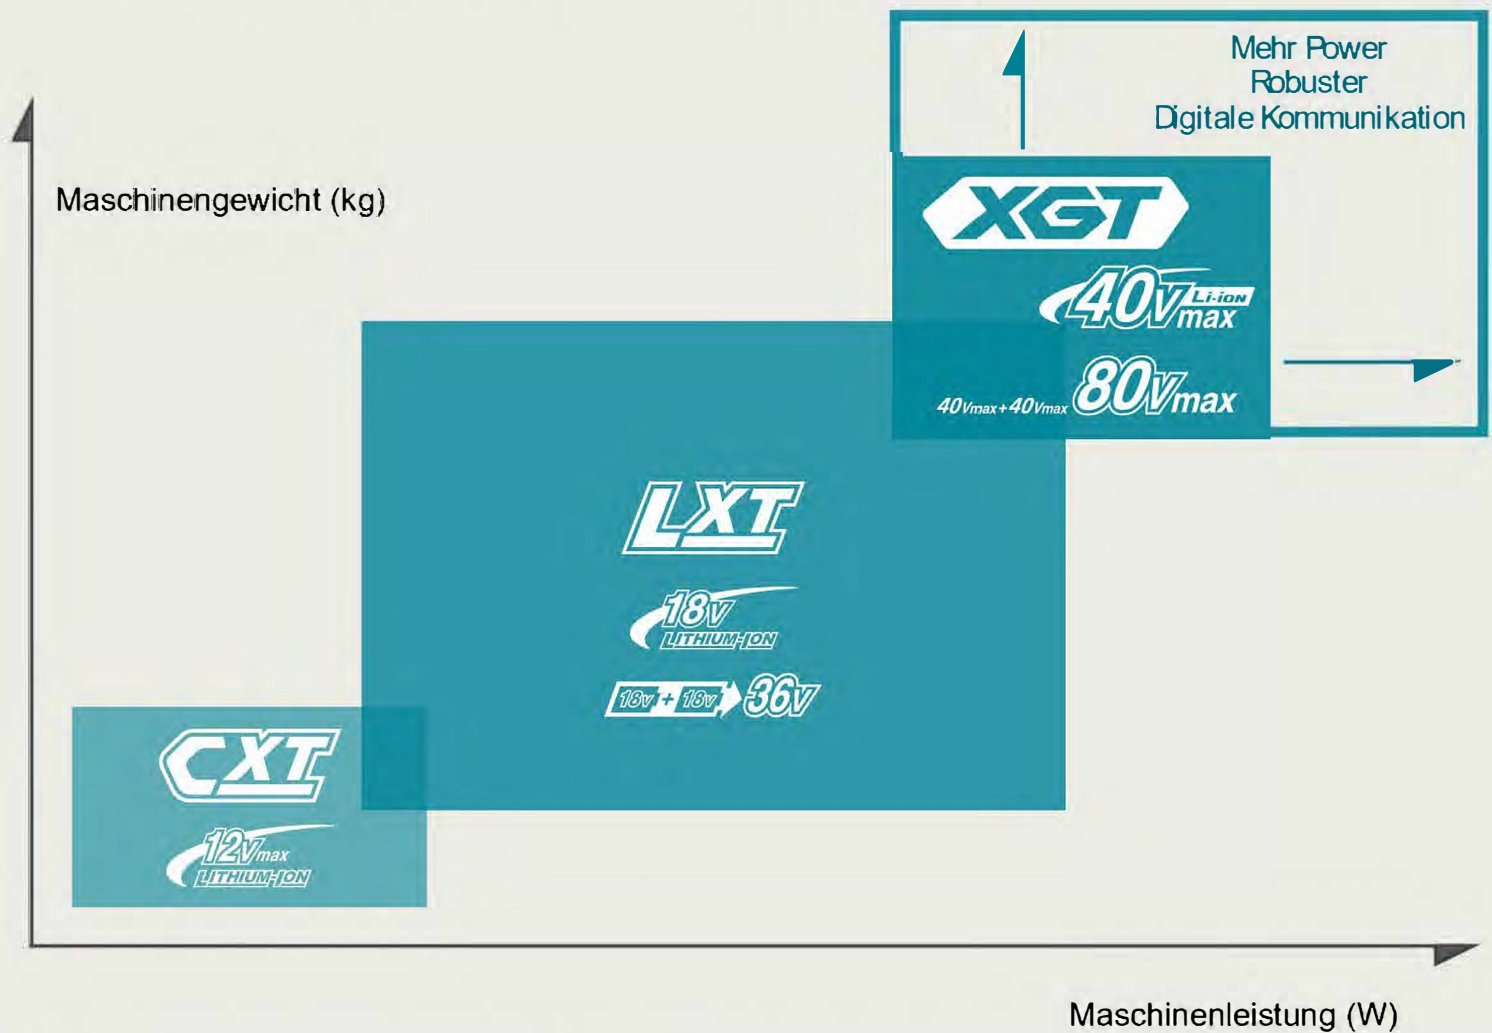 Mehr Power
Robuster
Digitale Kommunikation
Maschinengewicht (kg)
XGT
40Vmax Li-ion
40Vmax+40Vmax 80Vmax
LXT
18V
LITHIUM-ION
18V + 18V 36V
CXT
12Vmax
LITHIUM-ION
Maschinenleistung (W)